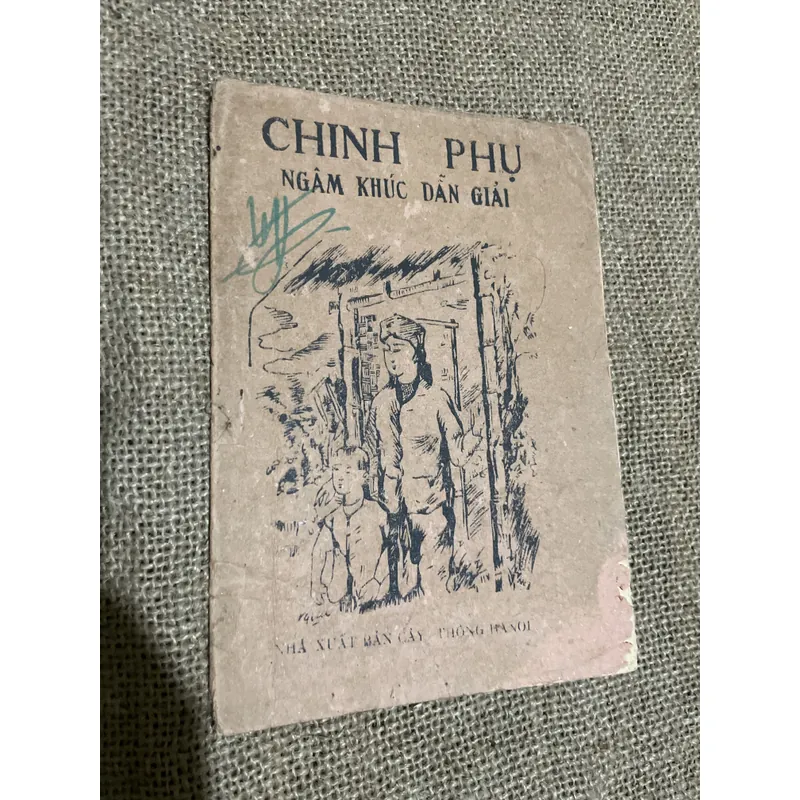 CHINH PHỤ
NGÂM KHÚC DẪN GIẢI
NHÀ XUẤT BẢN CÂY THÔNG HANOI